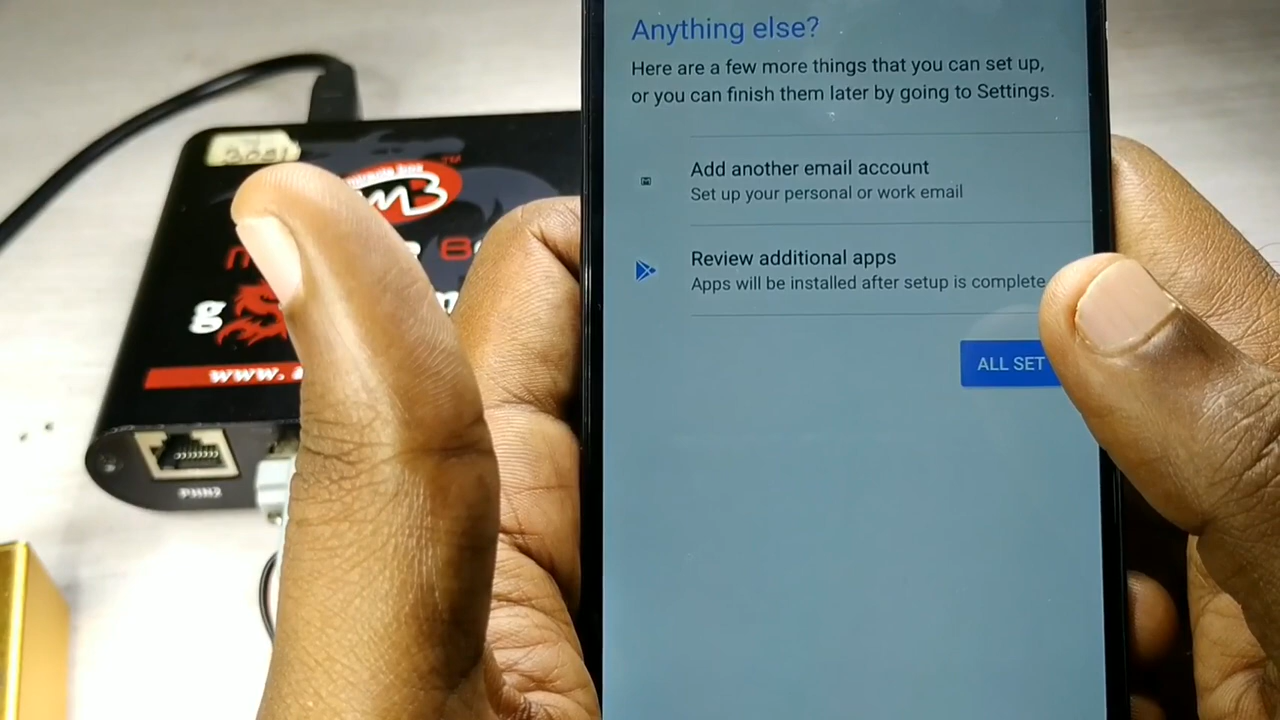 3051
TM
Anything else?
Here are a few more things that you can set up,
or you can finish them later by going to Settings.
Add another email account
Set up your personal or work email
Review additional apps
Apps will be installed after setup is complete
ALL SET
g
www.